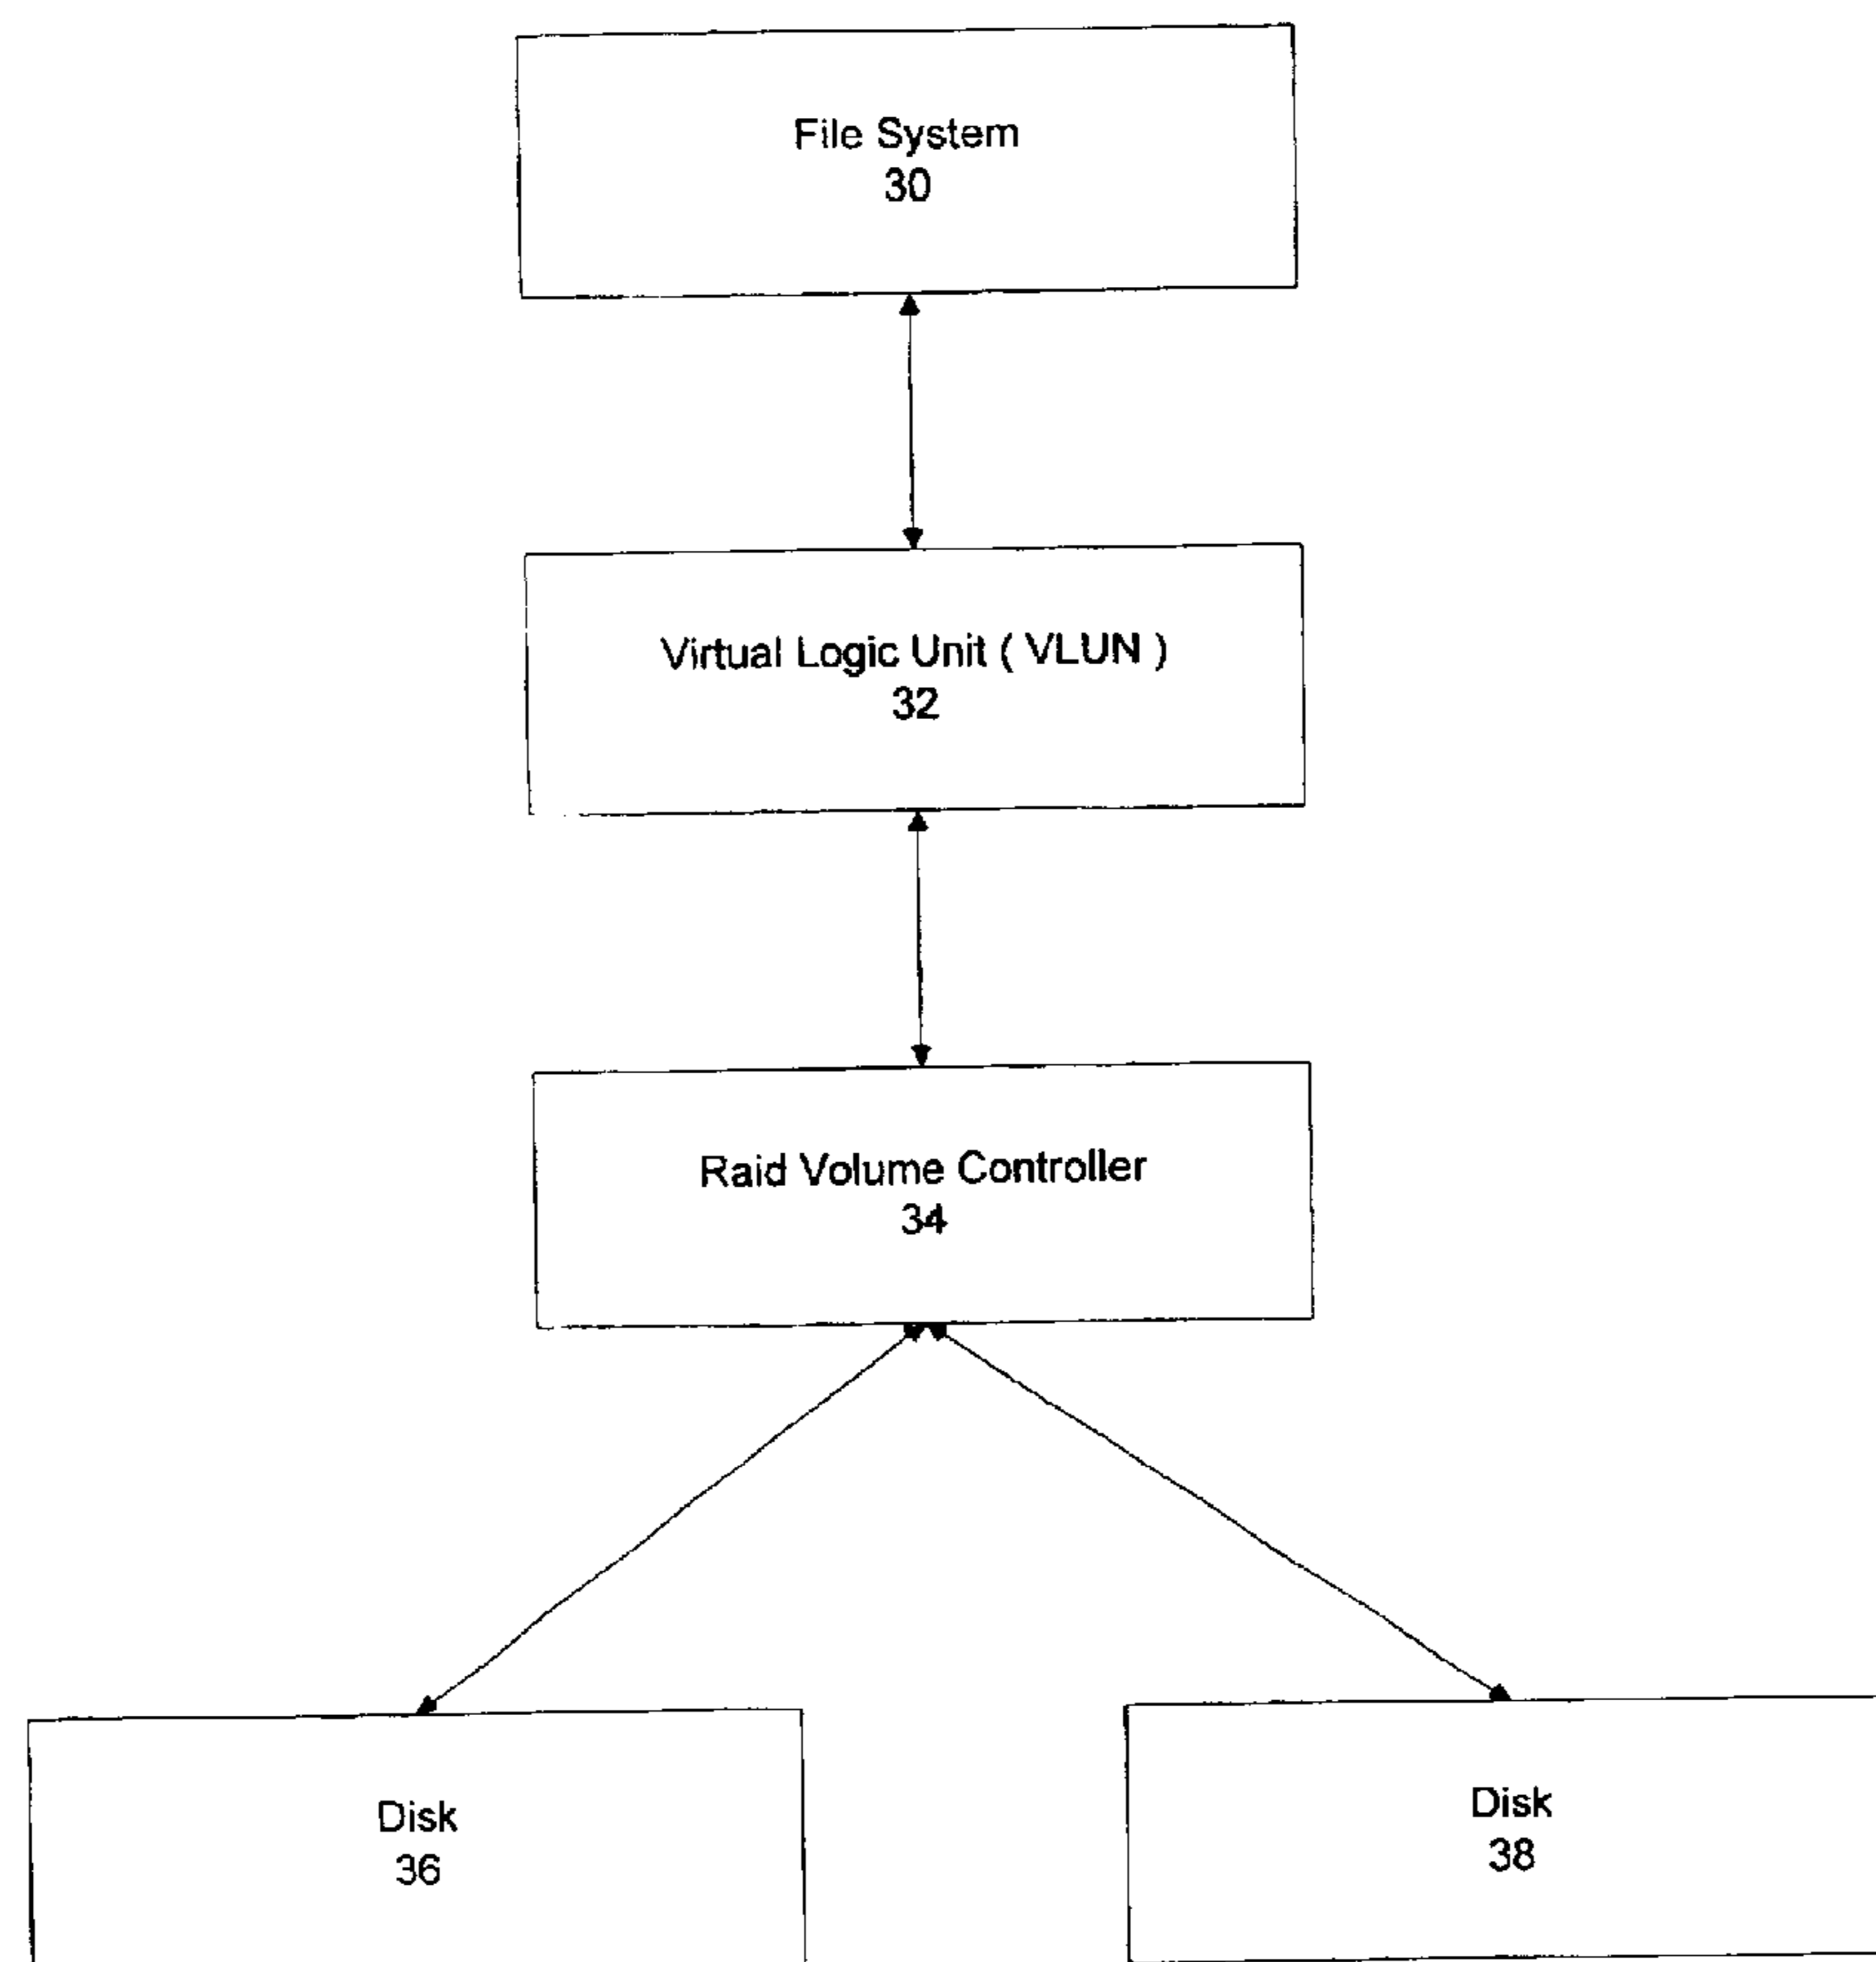 File System
30
Virtual Logic Unit ( VLUN )
32
Raid Volume Controller
34
Disk
36
Disk
38